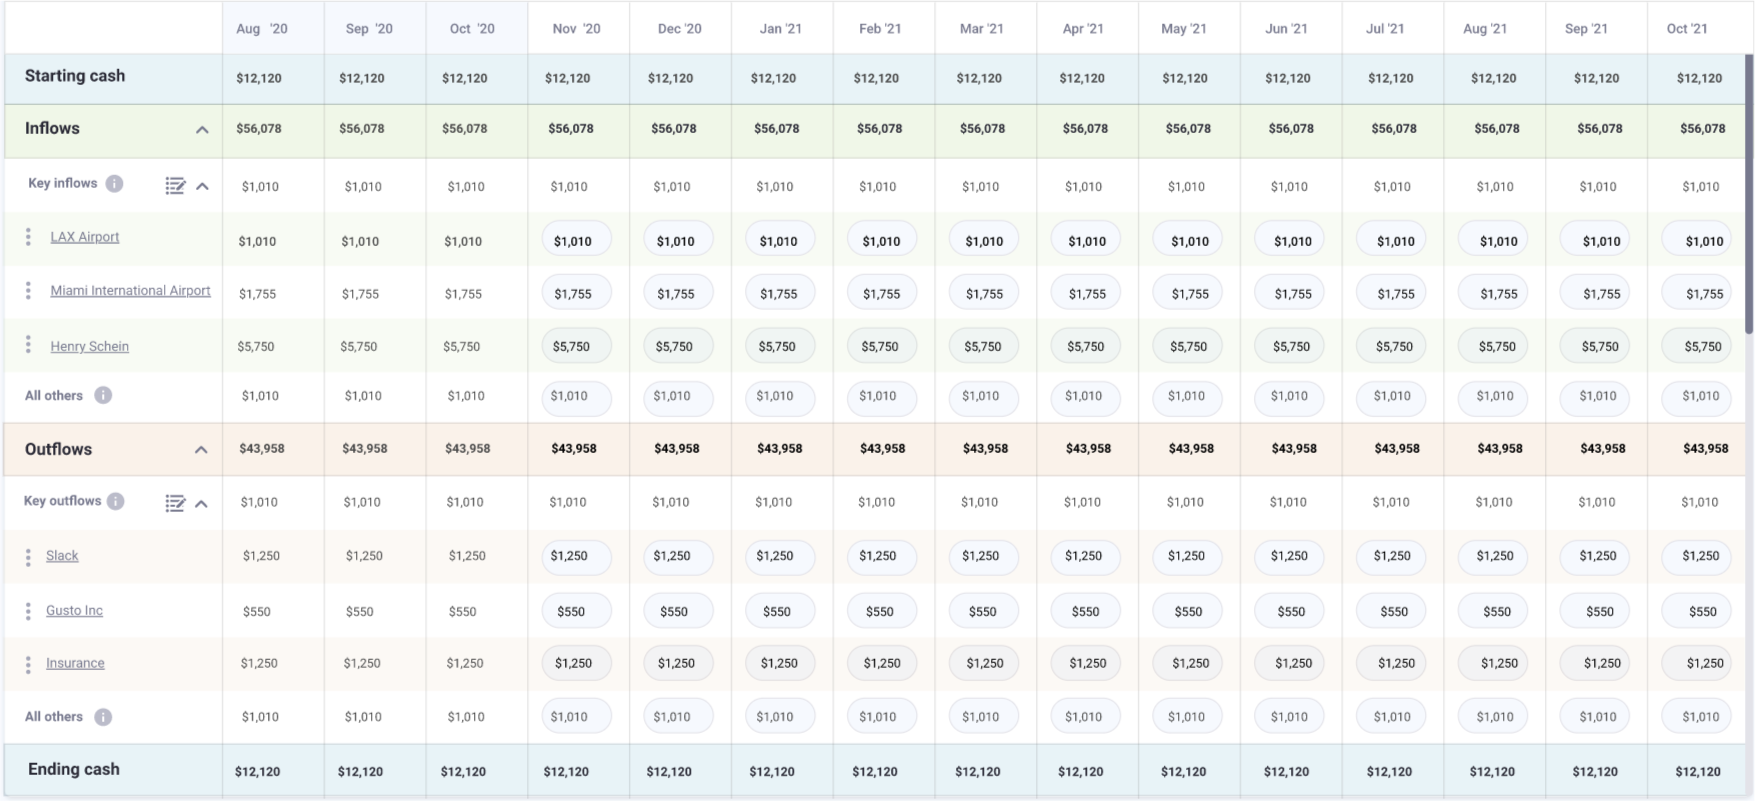 Aug '20 Sep '20 Oct '20 Nov '20 Dec '20 Jan '21 Feb '21 Mar '21 Apr '21 May '21 Jun '21 Jul '21 Aug '21 Sep '21 Oct '21
Starting cash $12,120 $12,120 $12,120 $12,120 $12,120 $12,120 $12,120 $12,120 $12,120 $12,120 $12,120 $12,120 $12,120 $12,120 $12,120
Inflows $56,078 $56,078 $56,078 $56,078 $56,078 $56,078 $56,078 $56,078 $56,078 $56,078 $56,078 $56,078 $56,078 $56,078 $56,078
Key inflows $1,010 $1,010 $1,010 $1,010 $1,010 $1,010 $1,010 $1,010 $1,010 $1,010 $1,010 $1,010 $1,010 $1,010 $1,010
LAX Airport $1,010 $1,010 $1,010 $1,010 $1,010 $1,010 $1,010 $1,010 $1,010 $1,010 $1,010 $1,010 $1,010 $1,010 $1,010
Miami International Airport $1,755 $1,755 $1,755 $1,755 $1,755 $1,755 $1,755 $1,755 $1,755 $1,755 $1,755 $1,755 $1,755 $1,755 $1,755
Henry Schein $5,750 $5,750 $5,750 $5,750 $5,750 $5,750 $5,750 $5,750 $5,750 $5,750 $5,750 $5,750 $5,750 $5,750 $5,750
All others $1,010 $1,010 $1,010 $1,010 $1,010 $1,010 $1,010 $1,010 $1,010 $1,010 $1,010 $1,010 $1,010 $1,010 $1,010
Outflows $43,958 $43,958 $43,958 $43,958 $43,958 $43,958 $43,958 $43,958 $43,958 $43,958 $43,958 $43,958 $43,958 $43,958 $43,958
Key outflows $1,010 $1,010 $1,010 $1,010 $1,010 $1,010 $1,010 $1,010 $1,010 $1,010 $1,010 $1,010 $1,010 $1,010 $1,010
Slack $1,250 $1,250 $1,250 $1,250 $1,250 $1,250 $1,250 $1,250 $1,250 $1,250 $1,250 $1,250 $1,250 $1,250 $1,250
Gusto Inc $550 $550 $550 $550 $550 $550 $550 $550 $550 $550 $550 $550 $550 $550 $550
Insurance $1,250 $1,250 $1,250 $1,250 $1,250 $1,250 $1,250 $1,250 $1,250 $1,250 $1,250 $1,250 $1,250 $1,250 $1,250
All others $1,010 $1,010 $1,010 $1,010 $1,010 $1,010 $1,010 $1,010 $1,010 $1,010 $1,010 $1,010 $1,010 $1,010 $1,010
Ending cash $12,120 $12,120 $12,120 $12,120 $12,120 $12,120 $12,120 $12,120 $12,120 $12,120 $12,120 $12,120 $12,120 $12,120 $12,120